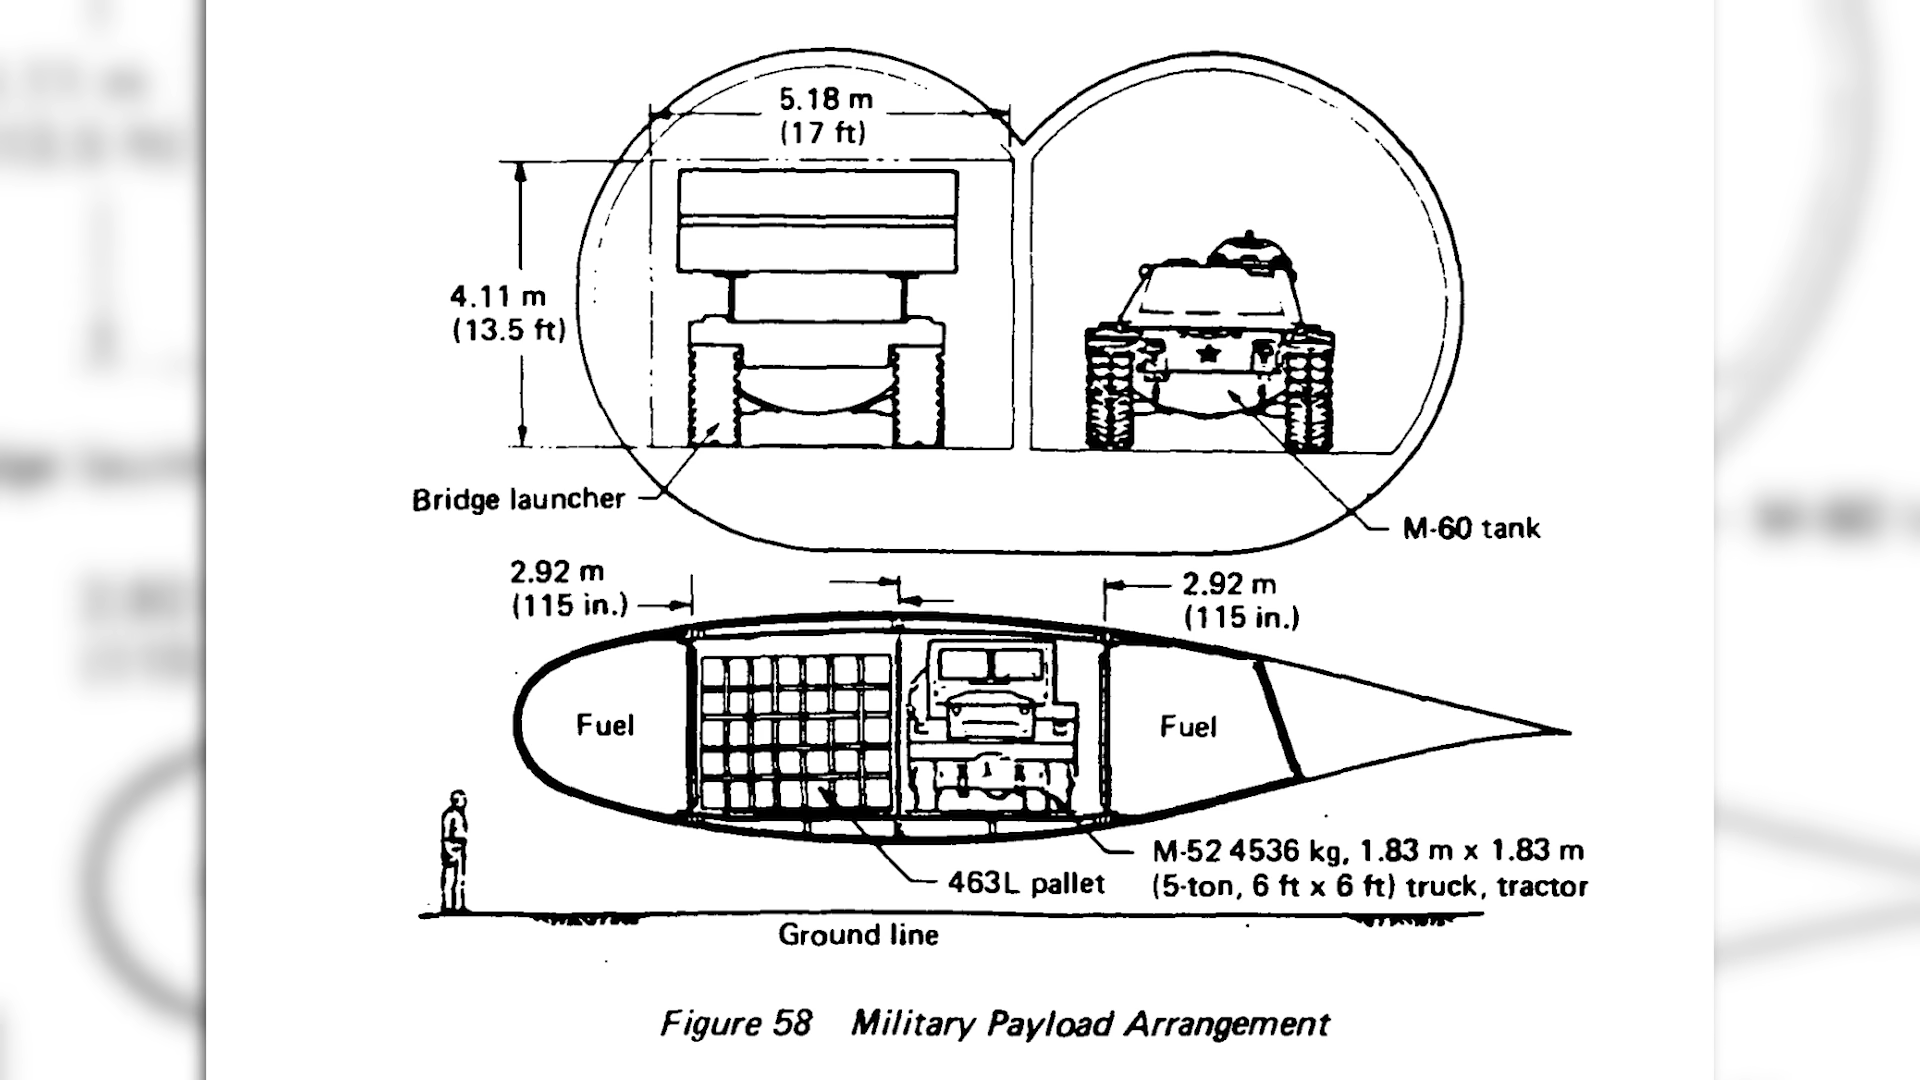 5.18 m
(17 ft)
4.11 m
(13.5 ft)
Bridge launcher
M-60 tank
2.92 m
(115 in.)
2.92 m
(115 in.)
Fuel
Fuel
M-52 4536 kg, 1.83 m x 1.83 m
(5-ton, 6 ft x 6 ft) truck, tractor
463L pallet
Ground line
Figure 58 Military Payload Arrangement